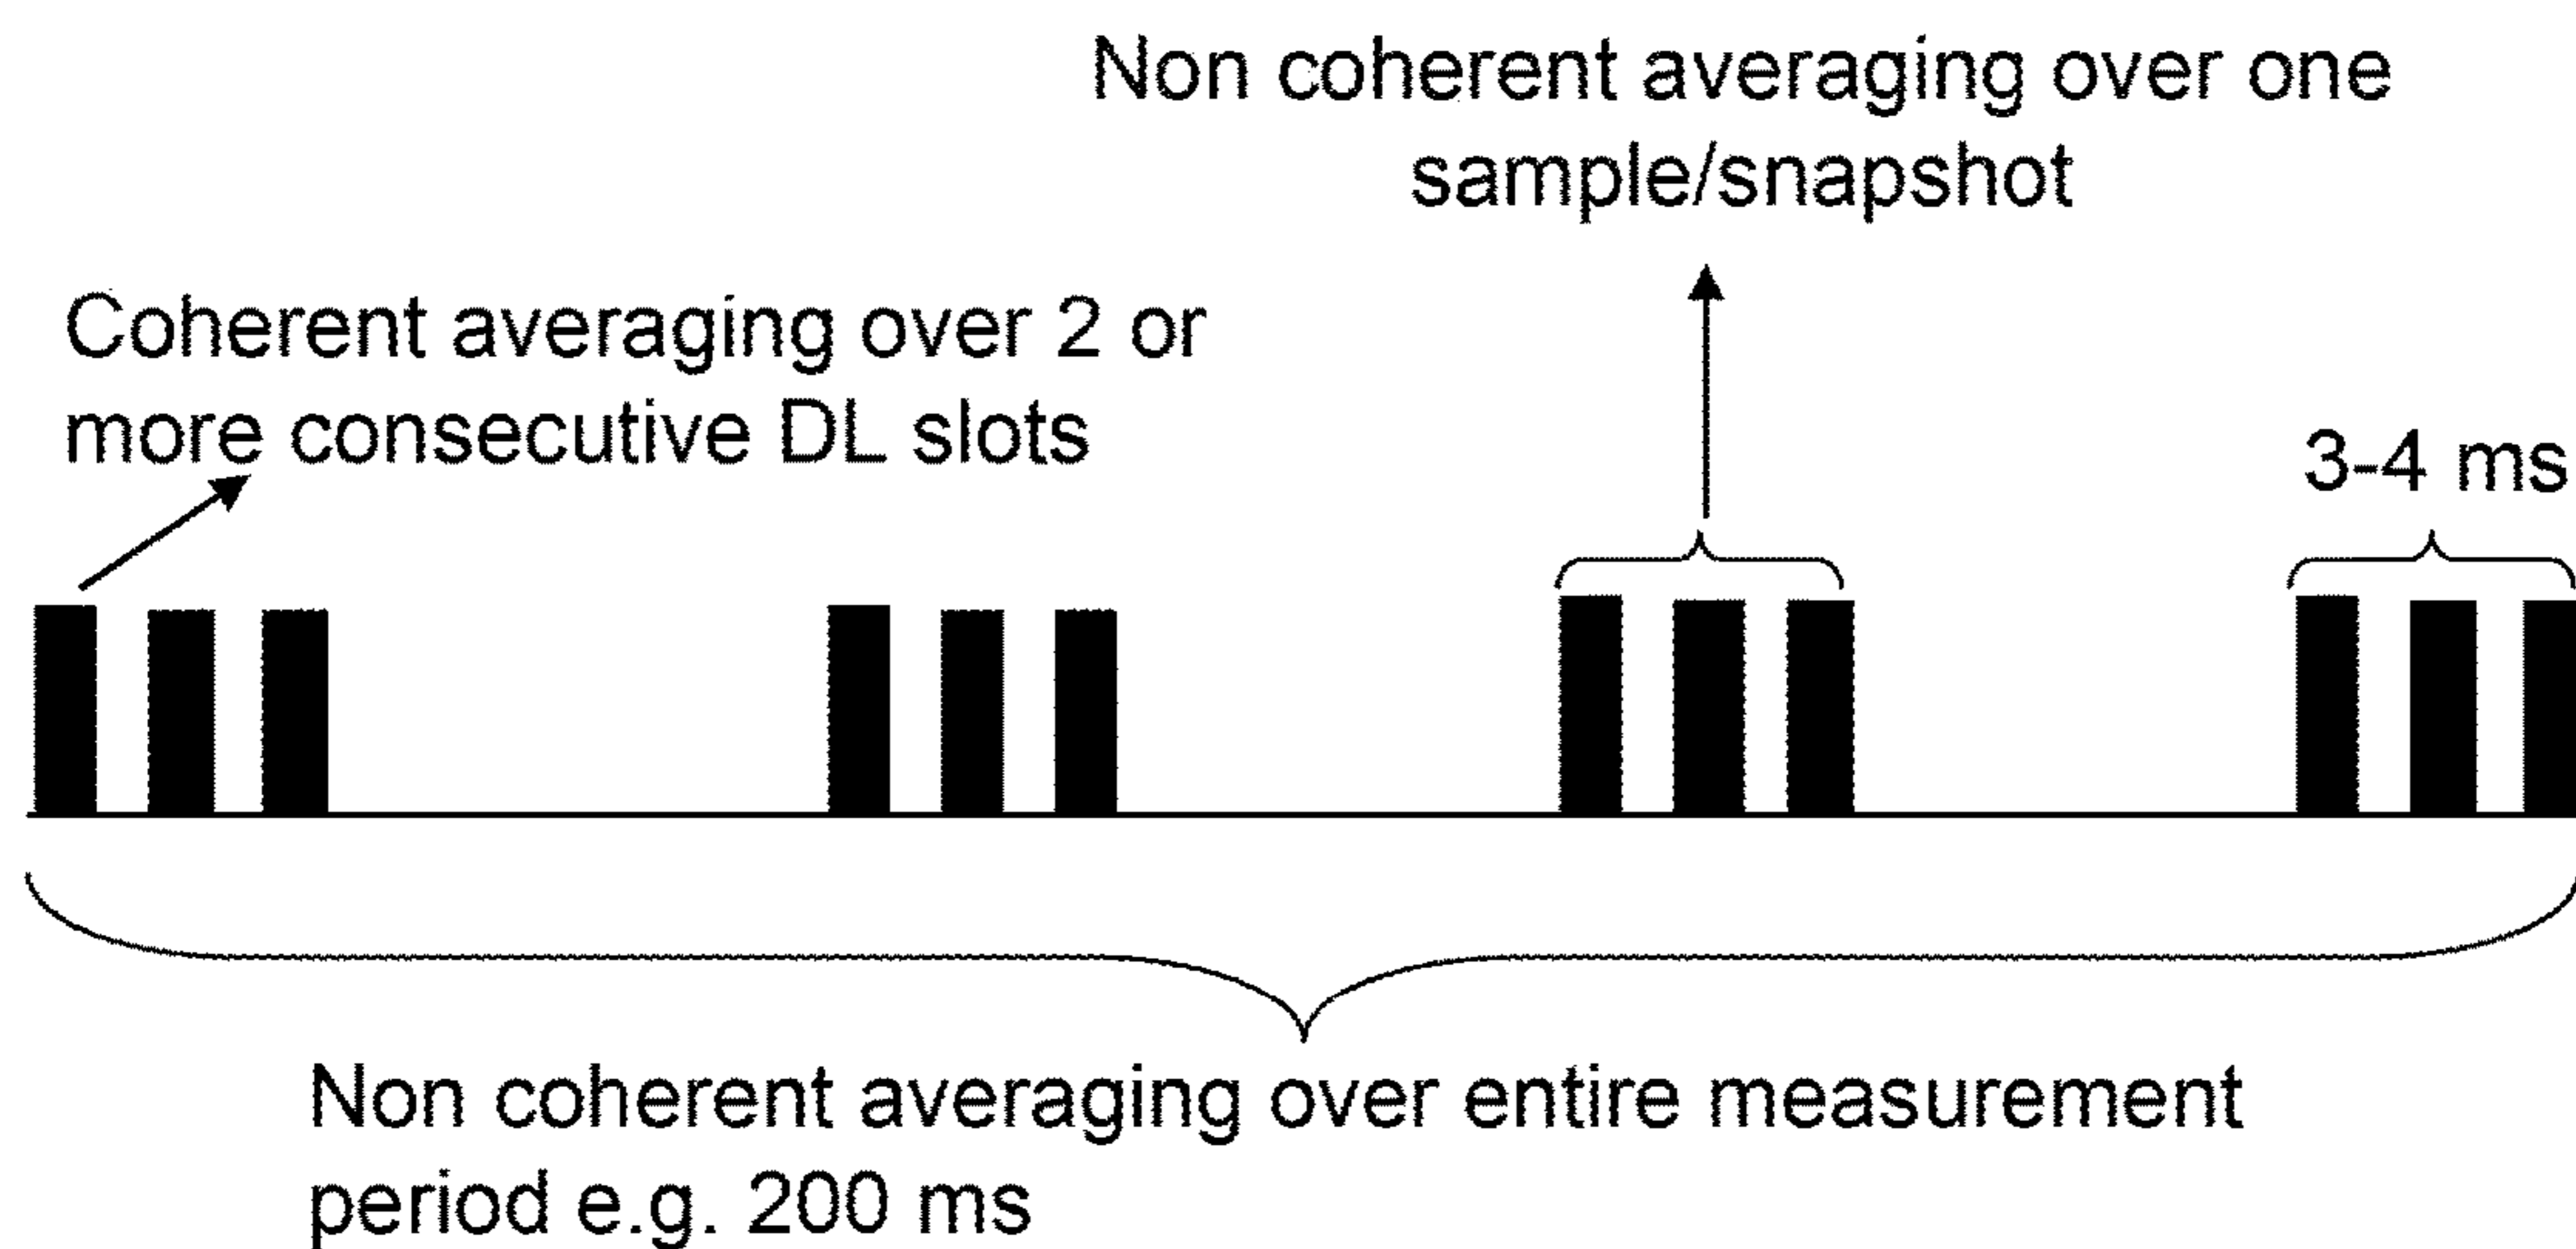 Non coherent averaging over one
sample/snapshot
Coherent averaging over 2 or
more consecutive DL slots
3-4 ms
Non coherent averaging over entire measurement
period e.g. 200 ms